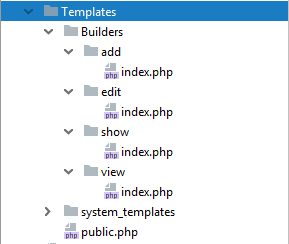 Templates
Builders
add
php index.php
edit
php index.php
show
php index.php
view
php index.php
system_templates
php public.php